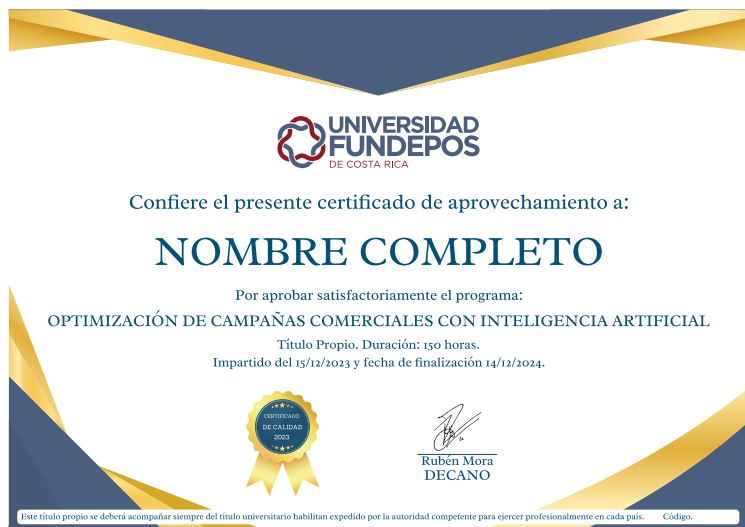 UNIVERSIDAD
FUNDEPOS
DE COSTA RICA
Confiere el presente certificado de aprovechamiento a:
NOMBRE COMPLETO
Por aprobar satisfactoriamente el programa:
OPTIMIZACIÓN DE CAMPAÑAS COMERCIALES CON INTELIGENCIA ARTIFICIAL
Título Propio. Duración: 150 horas.
Impartido del 15/12/2023 y fecha de finalización 14/12/2024.
CERTIFICADO
DE CALIDAD
2023
Rubén Mora
DECANO
Este título propio se deberá acompañar siempre del título universitario habilitan expedido por la autoridad competente para ejercer profesionalmente en cada país. Código.